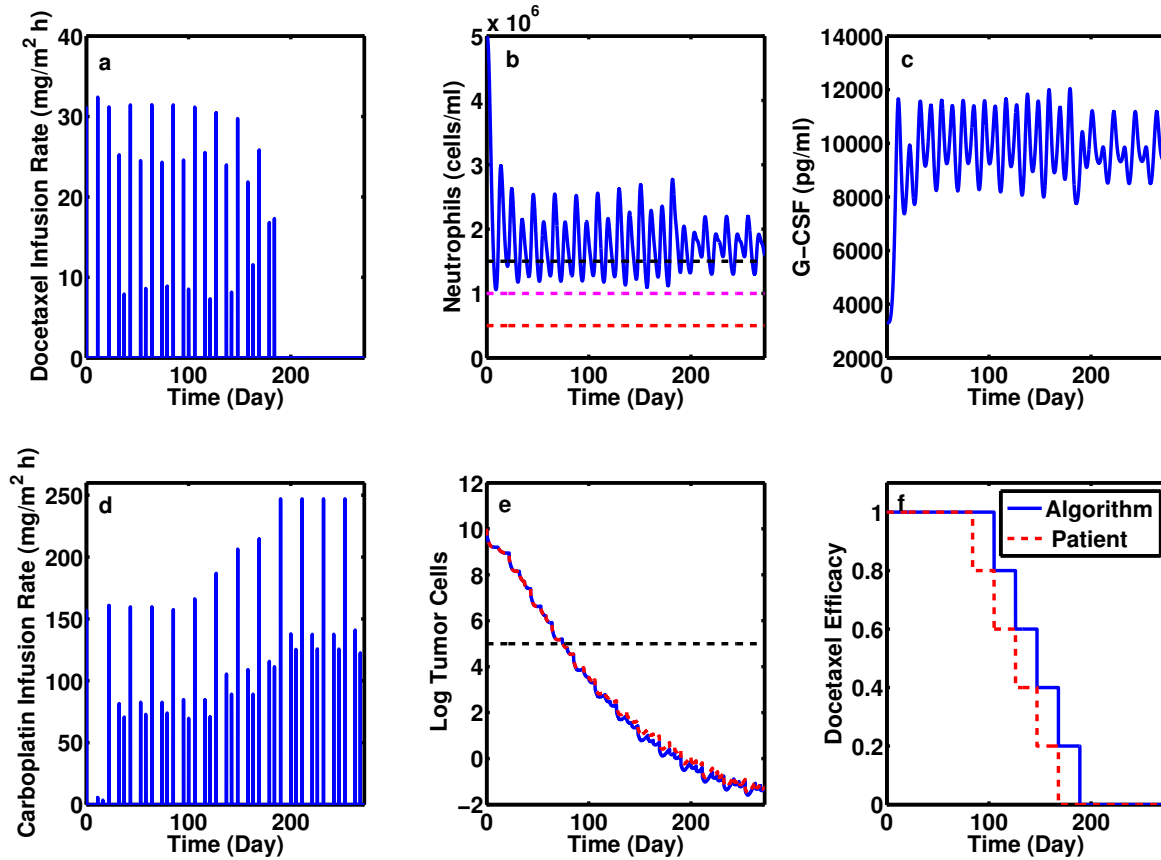 a
Docetaxel Infusion Rate (mg/m² h)
40
30
20
10
0
0 100 200
Time (Day)
x 10⁶
b
Neutrophils (cells/ml)
5
4
3
2
1
0
0 100 200
Time (Day)
c
G−CSF (pg/ml)
14000
12000
10000
8000
6000
4000
2000
0 100 200
Time (Day)
d
Carboplatin Infusion Rate (mg/m² h)
250
200
150
100
50
0
0 100 200
Time (Day)
e
Log Tumor Cells
12
10
8
6
4
2
0
−2
0 100 200
Time (Day)
f
Algorithm
Patient
Docetaxel Efficacy
1
0.8
0.6
0.4
0.2
0
0 100 200
Time (Day)